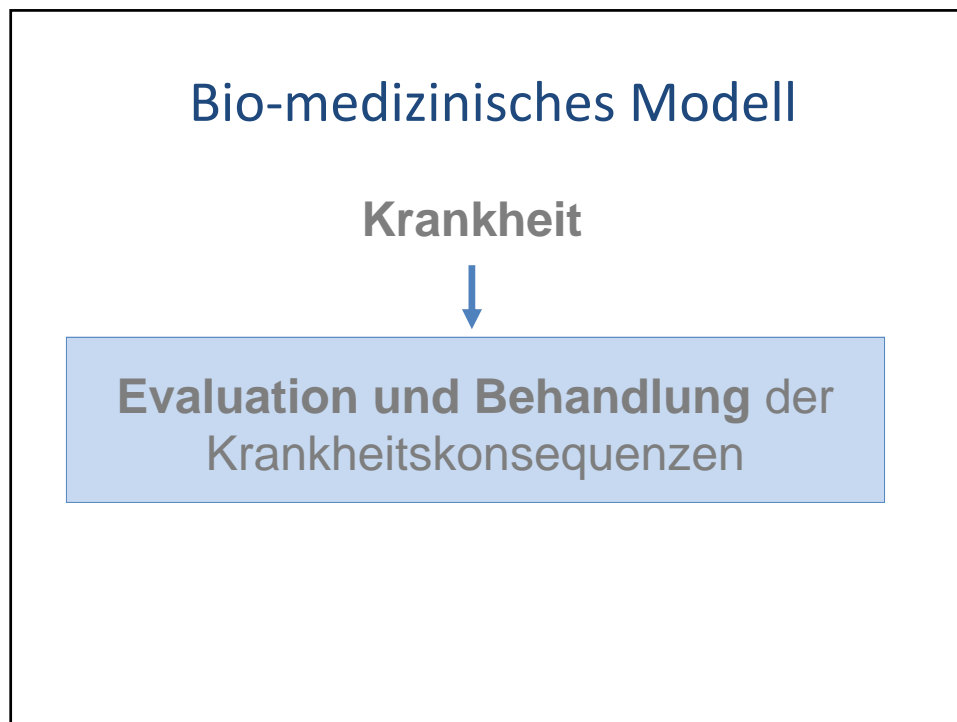 Bio-medizinisches Modell
Krankheit
Evaluation und Behandlung der
Krankheitskonsequenzen